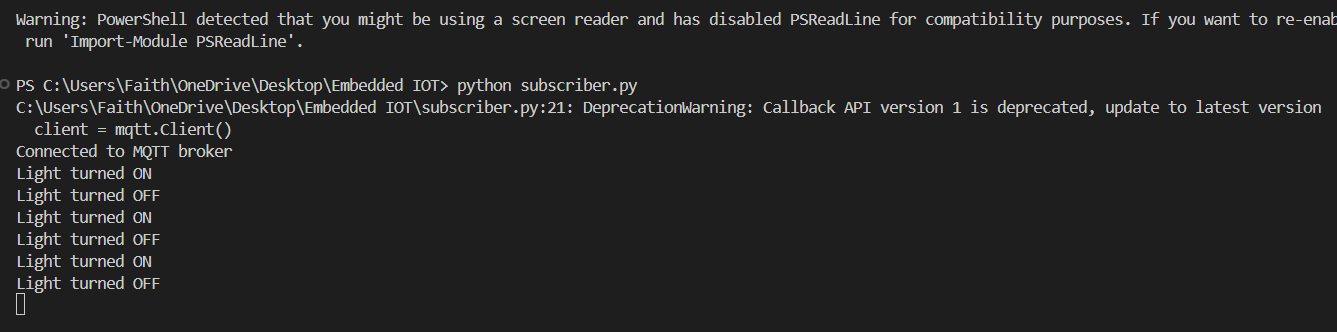 Warning: PowerShell detected that you might be using a screen reader and has disabled PSReadLine for compatibility purposes. If you want to re-enab
run 'Import-Module PSReadLine'.
PS C:\Users\Faith\OneDrive\Desktop\Embedded IOT> python subscriber.py
C:\Users\Faith\OneDrive\Desktop\Embedded IOT\subscriber.py:21: DeprecationWarning: Callback API version 1 is deprecated, update to latest version
client = mqtt.Client()
Connected to MQTT broker
Light turned ON
Light turned OFF
Light turned ON
Light turned OFF
Light turned ON
Light turned OFF